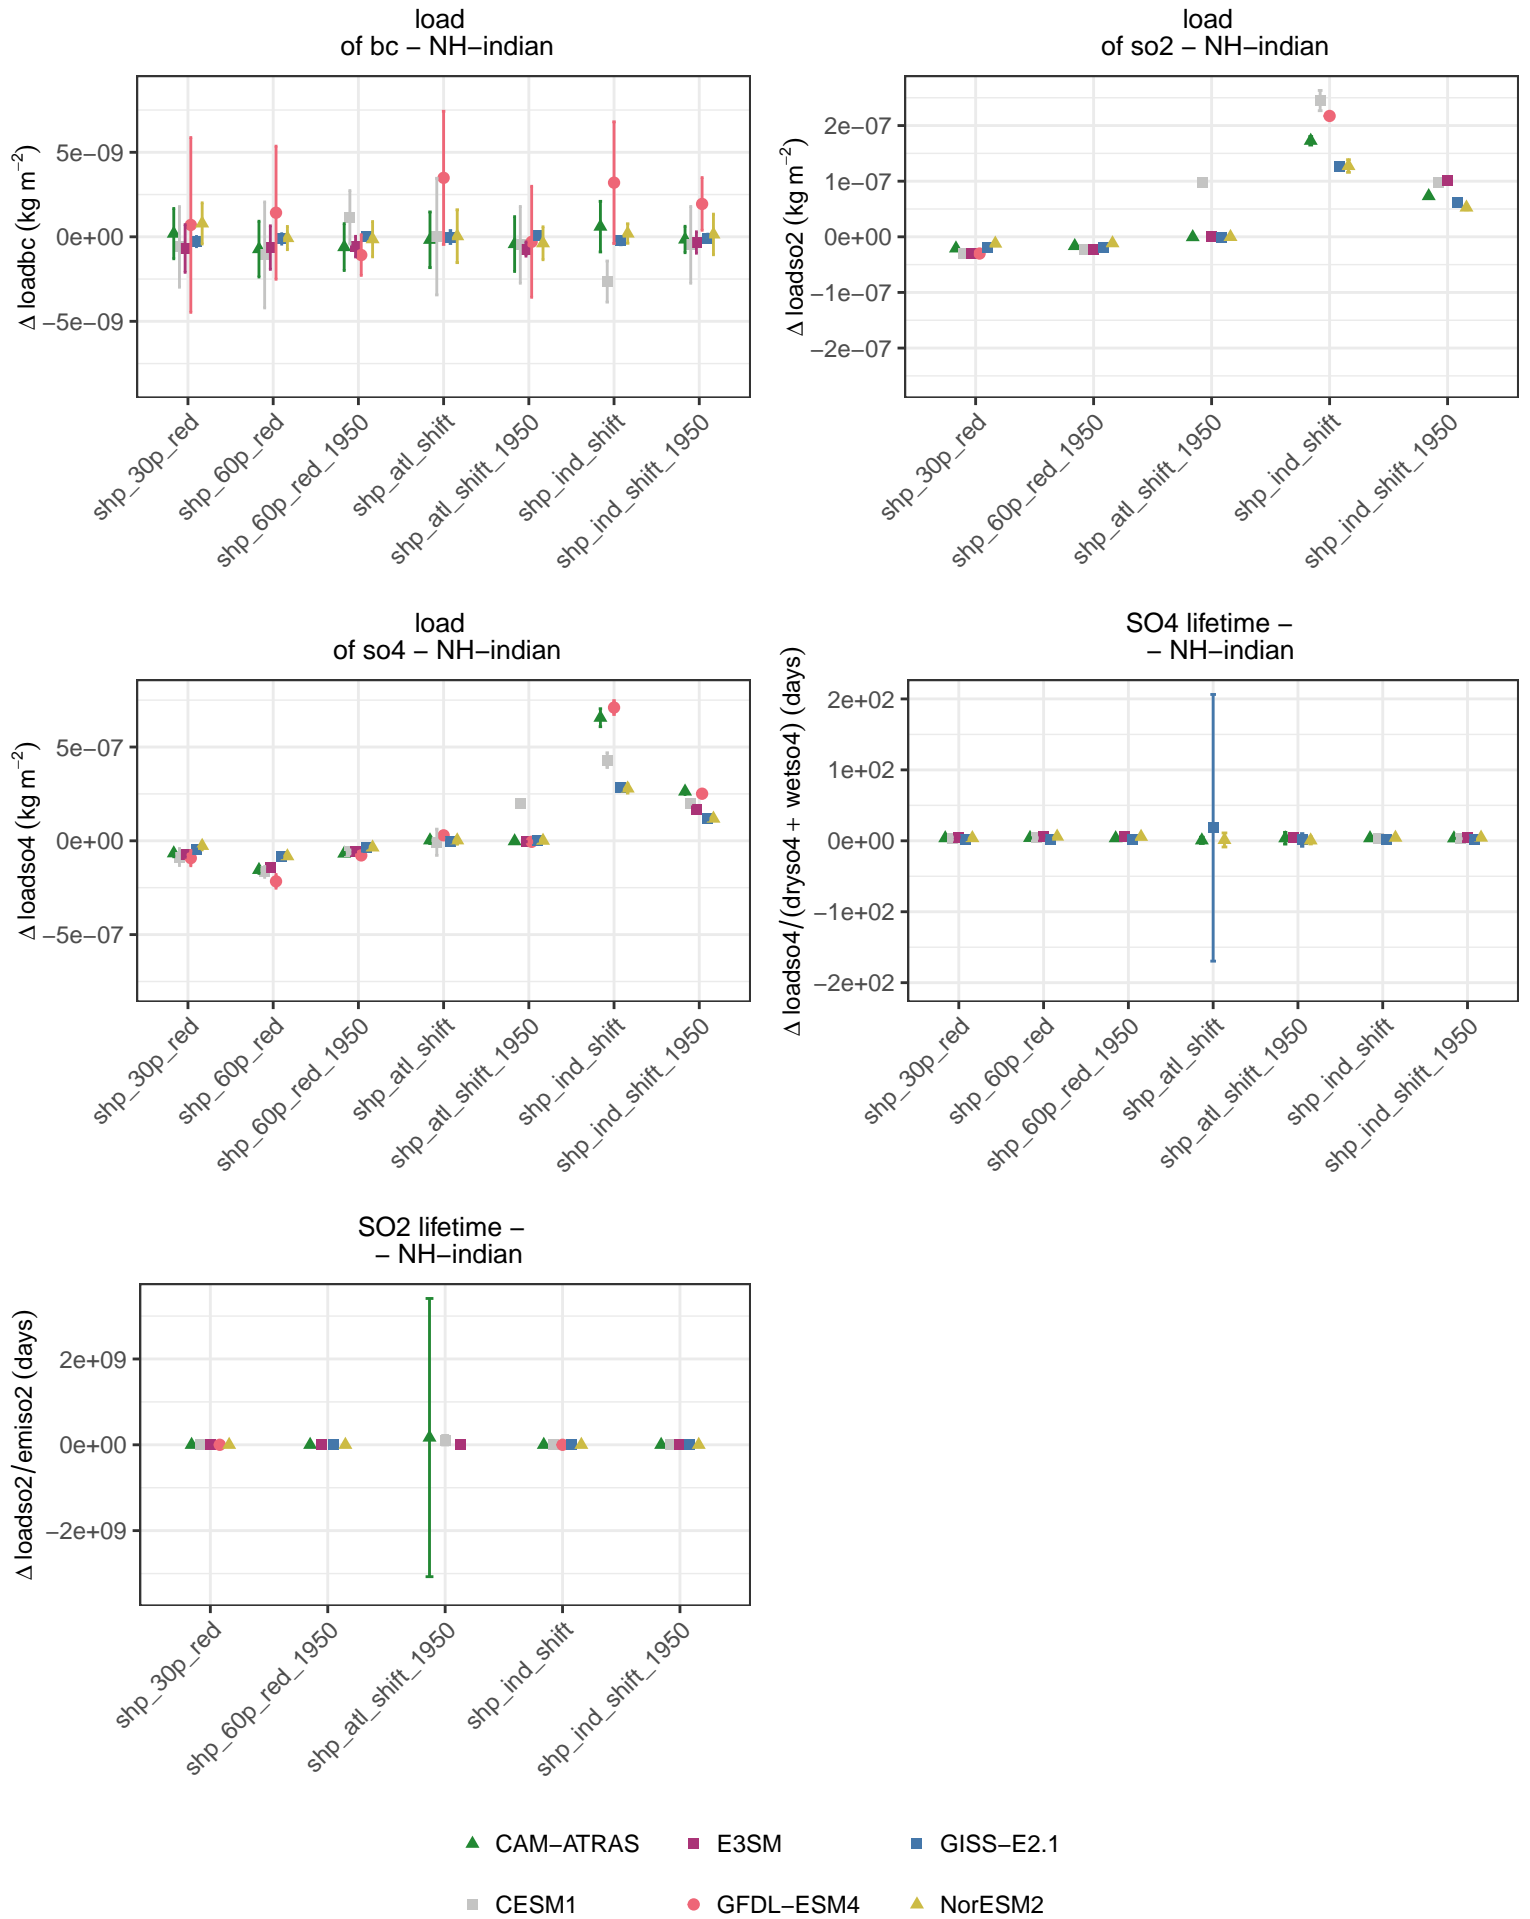 load
of bc − NH−indian
Δ loadbc (kg m−2)
5e−09
0e+00
−5e−09
shp_30p_red
shp_60p_red
shp_60p_red_1950
shp_atl_shift
shp_atl_shift_1950
shp_ind_shift
shp_ind_shift_1950
load
of so2 − NH−indian
Δ loadso2 (kg m−2)
2e−07
1e−07
0e+00
−1e−07
−2e−07
shp_30p_red
shp_60p_red_1950
shp_atl_shift_1950
shp_ind_shift
shp_ind_shift_1950
load
of so4 − NH−indian
Δ loadso4 (kg m−2)
5e−07
0e+00
−5e−07
shp_30p_red
shp_60p_red
shp_60p_red_1950
shp_atl_shift
shp_atl_shift_1950
shp_ind_shift
shp_ind_shift_1950
SO4 lifetime −
− NH−indian
Δ loadso4/(dryso4 + wetso4) (days)
2e+02
1e+02
0e+00
−1e+02
−2e+02
shp_30p_red
shp_60p_red
shp_60p_red_1950
shp_atl_shift
shp_atl_shift_1950
shp_ind_shift
shp_ind_shift_1950
SO2 lifetime −
− NH−indian
Δ loadso2/emiso2 (days)
2e+09
0e+00
−2e+09
shp_30p_red
shp_60p_red_1950
shp_atl_shift_1950
shp_ind_shift
shp_ind_shift_1950
CAM−ATRAS
E3SM
GISS−E2.1
CESM1
GFDL−ESM4
NorESM2